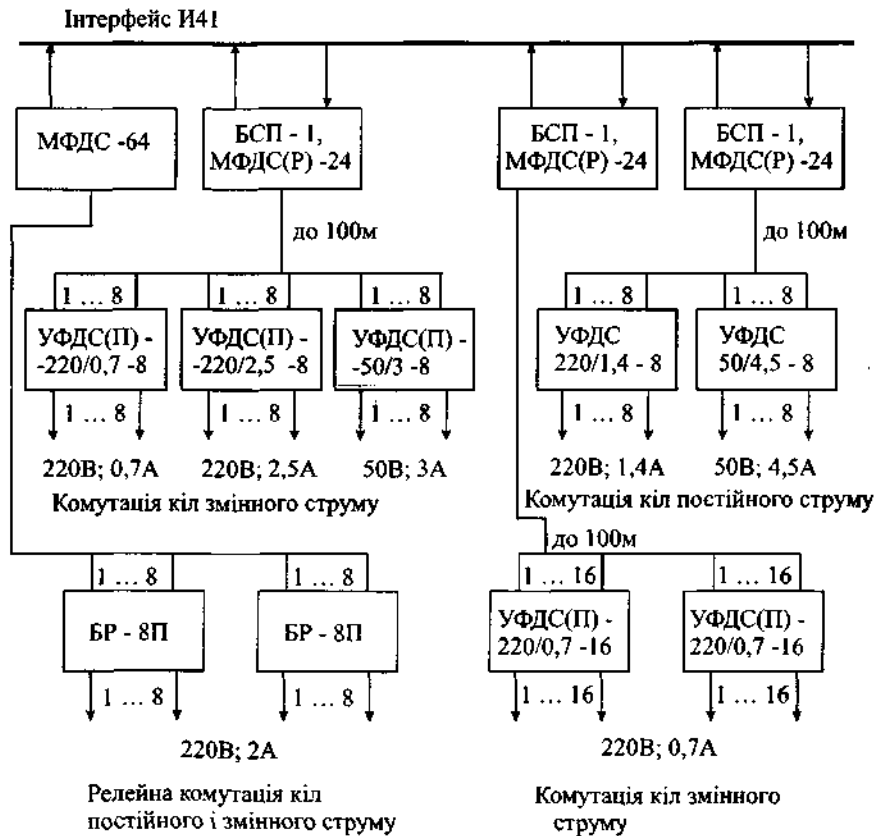 Інтерфейс И41
МФДС -64
БСП - 1,
МФДС(Р) -24
БСП - 1,
МФДС(Р) -24
БСП - 1,
МФДС(Р) -24
до 100м
до 100м
1 ... 8
1 ... 8
1 ... 8
1 ... 8
1 ... 8
УФДС(П) -
-220/0,7 -8
УФДС(П) -
-220/2,5 -8
УФДС(П) -
-50/3 -8
УФДС
220/1,4 - 8
УФДС
50/4,5 - 8
1 ... 8
1 ... 8
1 ... 8
1 ... 8
1 ... 8
220В; 0,7А
220В; 2,5А
50В; 3А
220В; 1,4А
50В; 4,5А
Комутація кіл змінного струму
Комутація кіл постійного струму
до 100м
1 ... 8
1 ... 8
1 ... 16
1 ... 16
БР - 8П
БР - 8П
УФДС(П) -
220/0,7 -16
УФДС(П) -
220/0,7 -16
1 ... 8
1 ... 8
1 ... 16
1 ... 16
220В; 2А
220В; 0,7А
Релейна комутація кіл
постійного і змінного струму
Комутація кіл змінного
струму